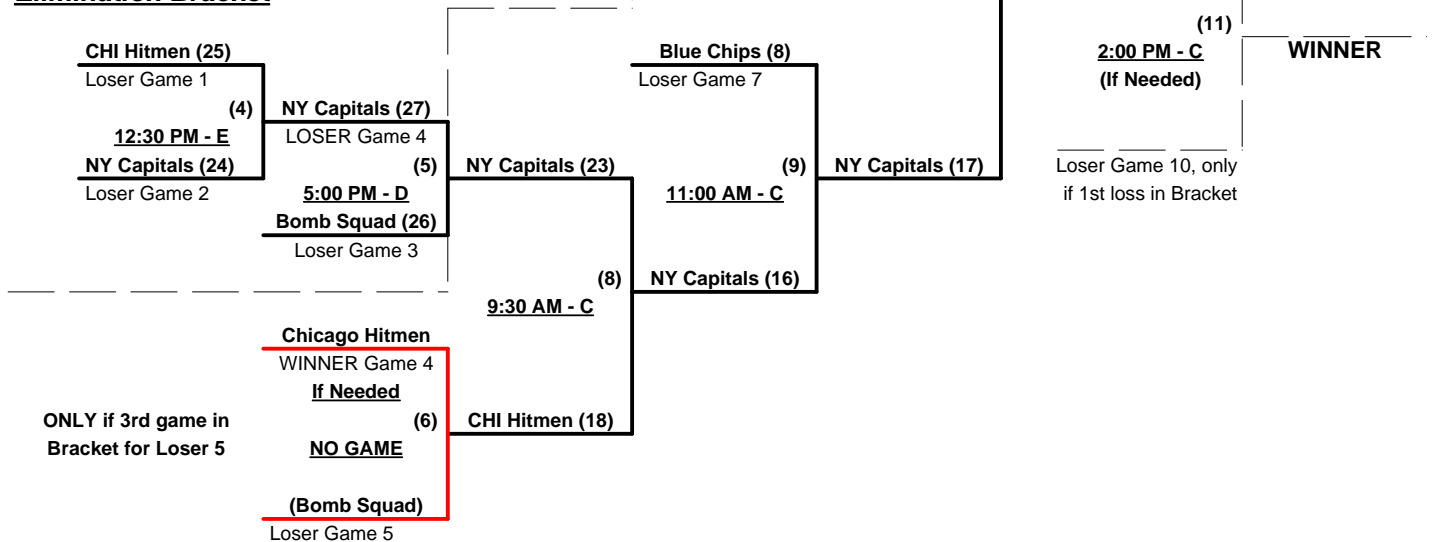 Elimination Bracket
(11)
CHI Hitmen (25)
Blue Chips (8)
2:00 PM - C
WINNER
Loser Game 1
Loser Game 7
(If Needed)
(4)
NY Capitals (27)
12:30 PM - E
LOSER Game 4
NY Capitals (24)
(5)
NY Capitals (23)
(9)
NY Capitals (17)
Loser Game 10, only
Loser Game 2
5:00 PM - D
11:00 AM - C
if 1st loss in Bracket
Bomb Squad (26)
Loser Game 3
(8)
NY Capitals (16)
9:30 AM - C
Chicago Hitmen
WINNER Game 4
If Needed
ONLY if 3rd game in
(6)
CHI Hitmen (18)
Bracket for Loser 5
NO GAME
(Bomb Squad)
Loser Game 5